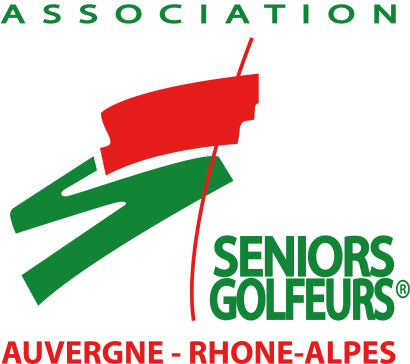 ASSOCIATION
SENIORS
GOLFEURS®
AUVERGNE - RHONE-ALPES